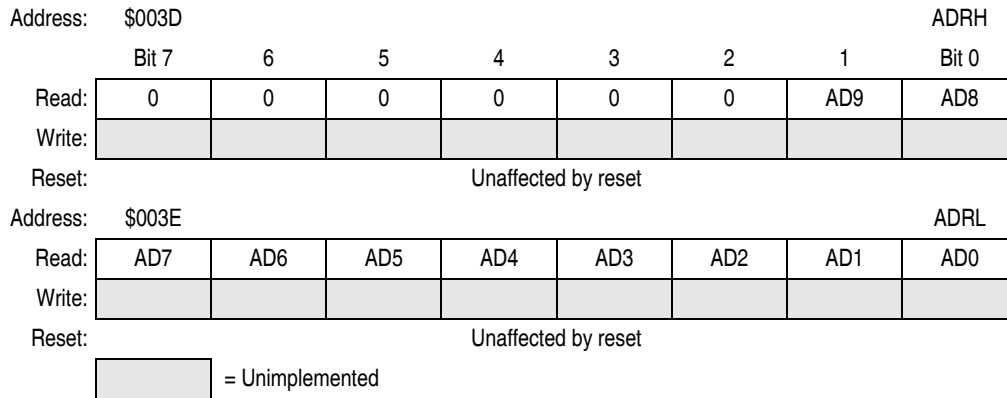 Address: $003D ADRH
Bit 7 6 5 4 3 2 1 Bit 0
Read: 0 0 0 0 0 0 AD9 AD8
Write:
Reset: Unaffected by reset
Address: $003E ADRL
Read: AD7 AD6 AD5 AD4 AD3 AD2 AD1 AD0
Write:
Reset: Unaffected by reset
= Unimplemented